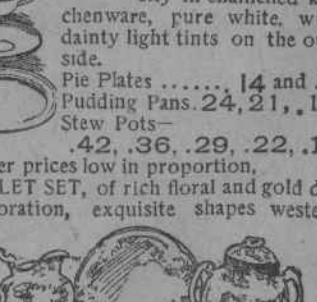 chenware, pure white, w
dainty light tints on the o
side.
Pie Plates ....... 14 and .
Pudding Pans. 24, 21, .1
Stew Pots—
.42, .36, .29, .22, .1
er prices low in proportion,
LET SET, of rich floral and gold d
oration, exquisite shapes weste